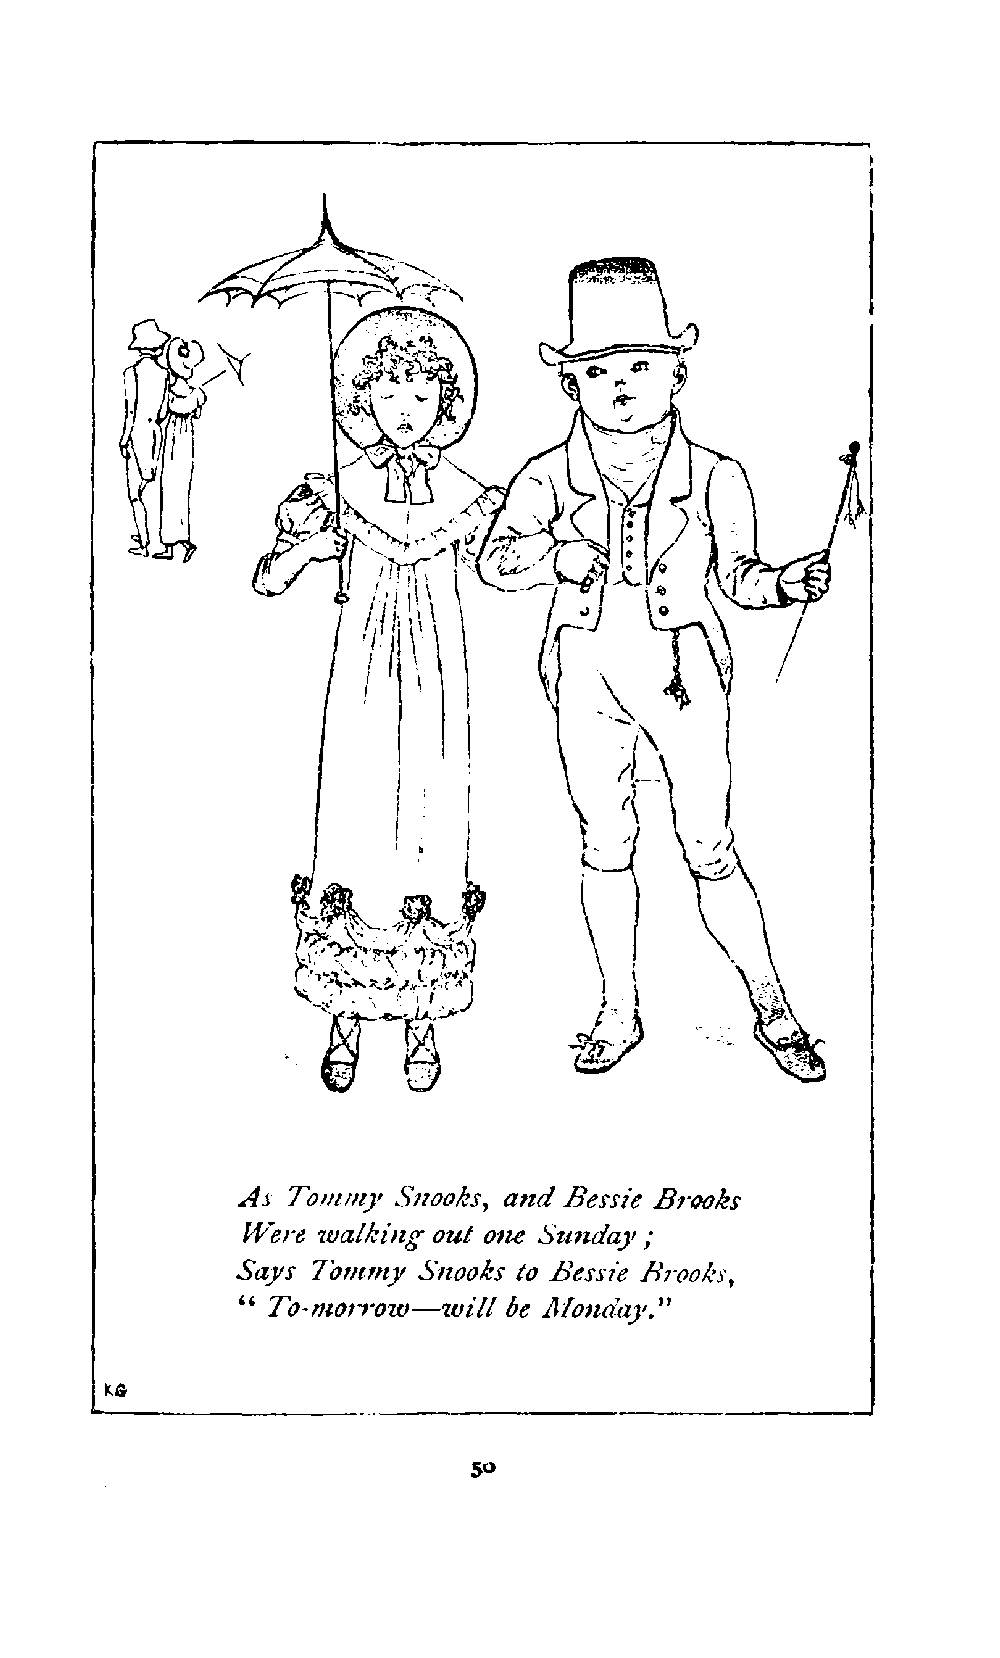 As Tommy Snooks, and Bessie Brooks
Were walking out one Sunday ;
Says Tommy Snooks to Bessie Brooks,
“ To-morrow—will be Monday."
KG
50